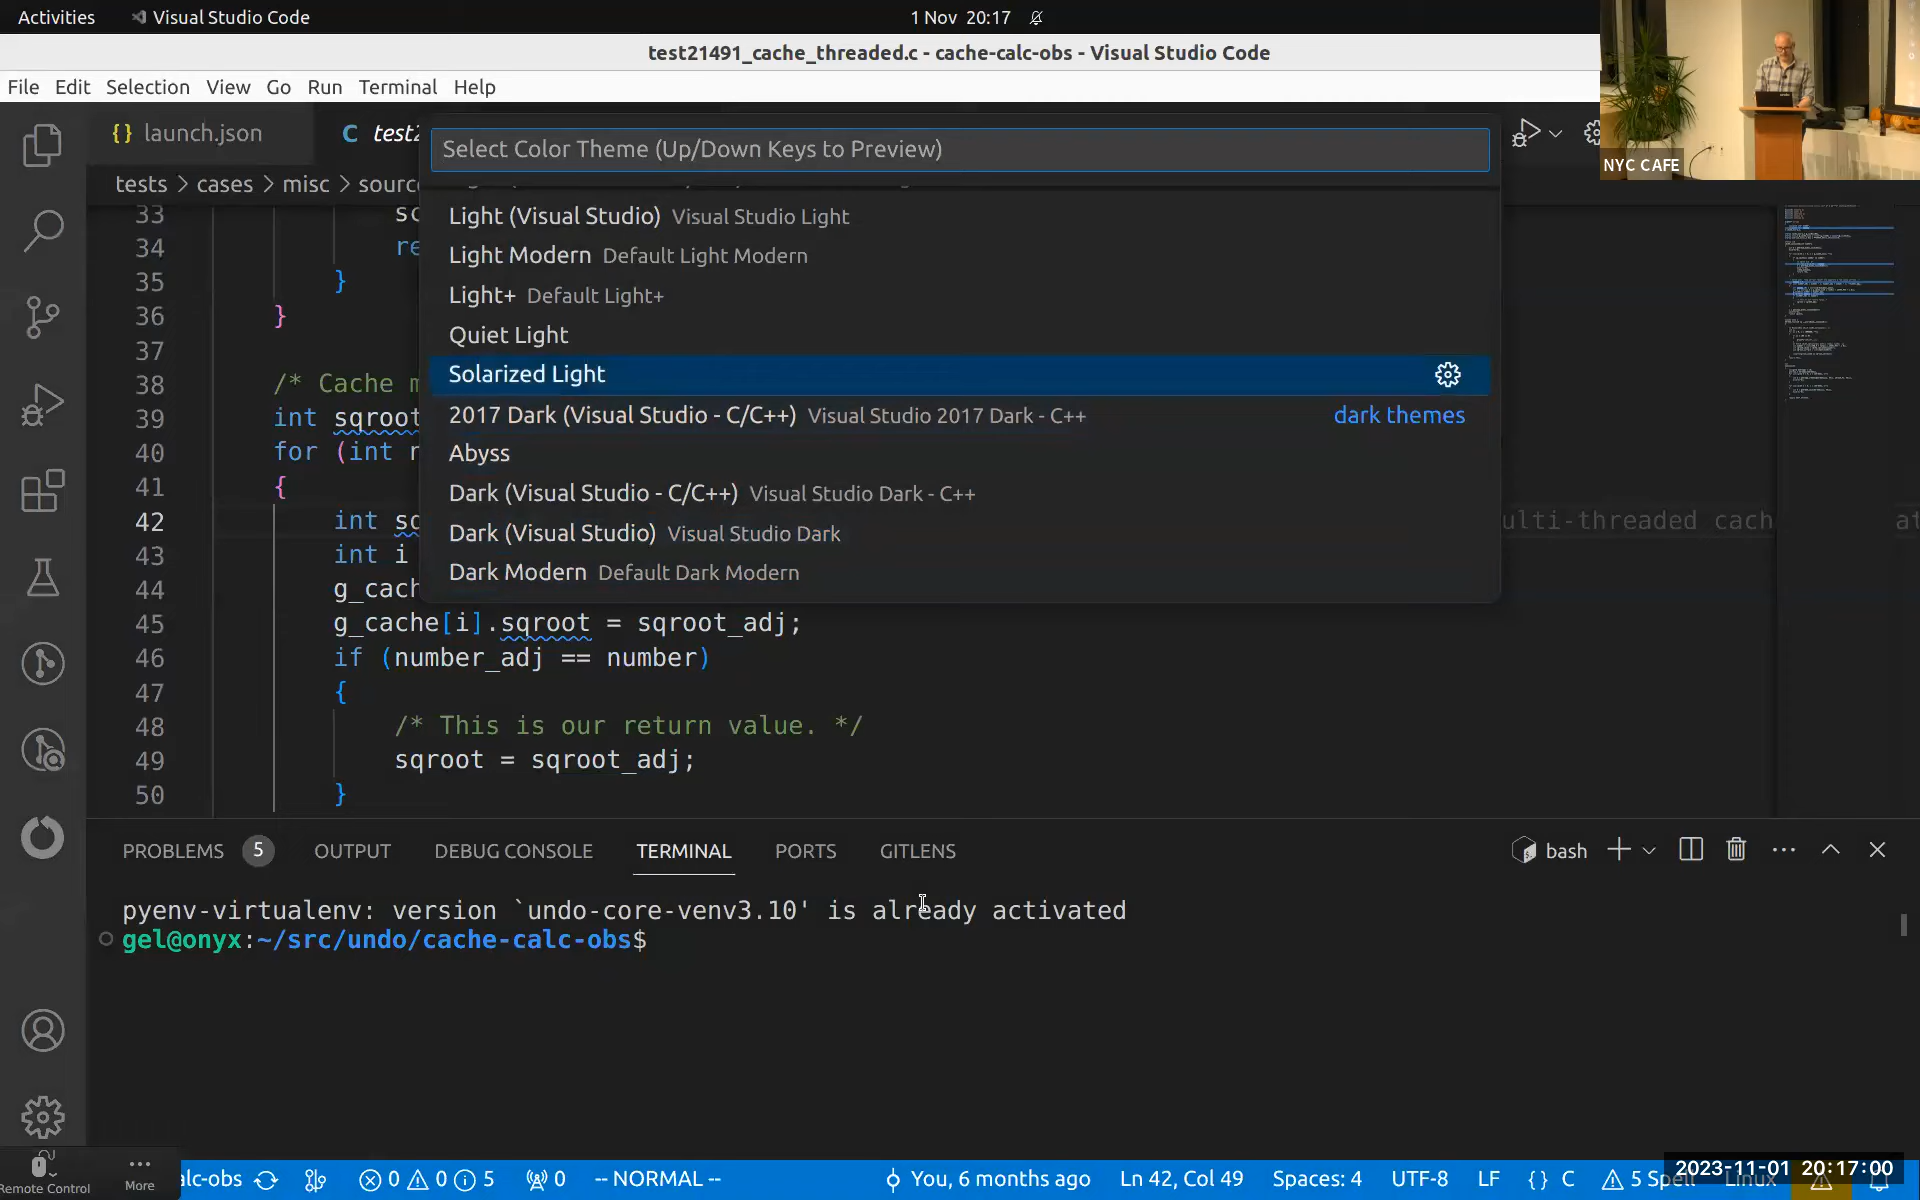 Activities Visual Studio Code 1 Nov 20:17
test21491_cache_threaded.c - cache-calc-obs - Visual Studio Code
File Edit Selection View Go Run Terminal Help
NYC CAFE
{} launch.json C test2
Select Color Theme (Up/Down Keys to Preview)
tests > cases > misc > sourc
Light (Visual Studio) Visual Studio Light
Light Modern Default Light Modern
Light+ Default Light+
Quiet Light
Solarized Light
2017 Dark (Visual Studio - C/C++) Visual Studio 2017 Dark - C++ dark themes
Abyss
Dark (Visual Studio - C/C++) Visual Studio Dark - C++
Dark (Visual Studio) Visual Studio Dark
Dark Modern Default Dark Modern
33 sc
34 re
35 }
36 }
37
38 /* Cache m
39 int sqroot
40 for (int n
41 {
42 int sq ulti-threaded cach at
43 int i
44 g_cach
45 g_cache[i].sqroot = sqroot_adj;
46 if (number_adj == number)
47 {
48 /* This is our return value. */
49 sqroot = sqroot_adj;
50 }
PROBLEMS 5 OUTPUT DEBUG CONSOLE TERMINAL PORTS GITLENS bash
pyenv-virtualenv: version `undo-core-venv3.10' is already activated
gel@onyx:~/src/undo/cache-calc-obs$
Remote Control More
alc-obs 0 0 5 0 -- NORMAL -- You, 6 months ago Ln 42, Col 49 Spaces: 4 UTF-8 LF {} C 5 Spell Linux
2023-11-01 20:17:00